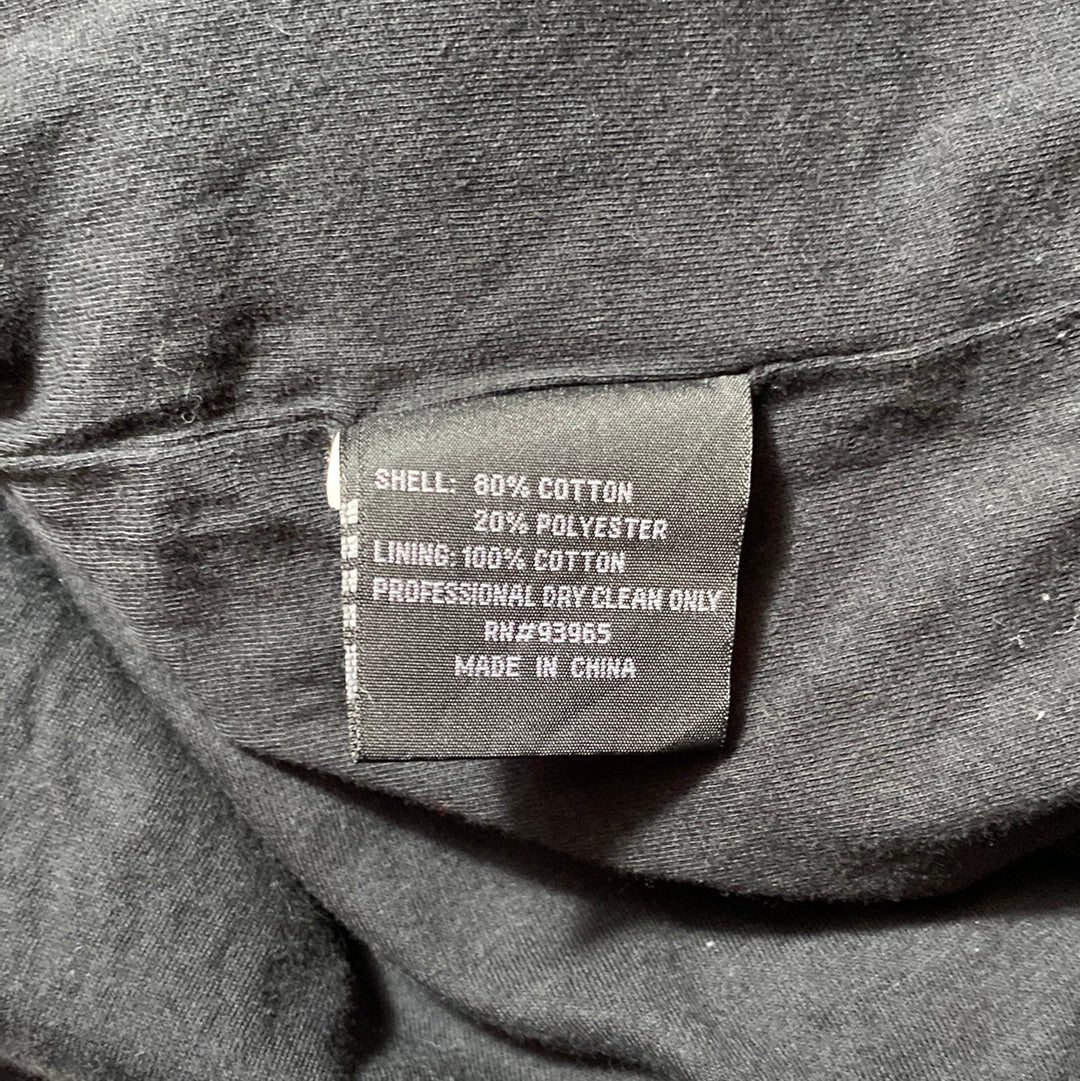 SHELL: 80% COTTON
20% POLYESTER
LINING: 100% COTTON
PROFESSIONAL DRY CLEAN ONLY
RN#93965
MADE IN CHINA